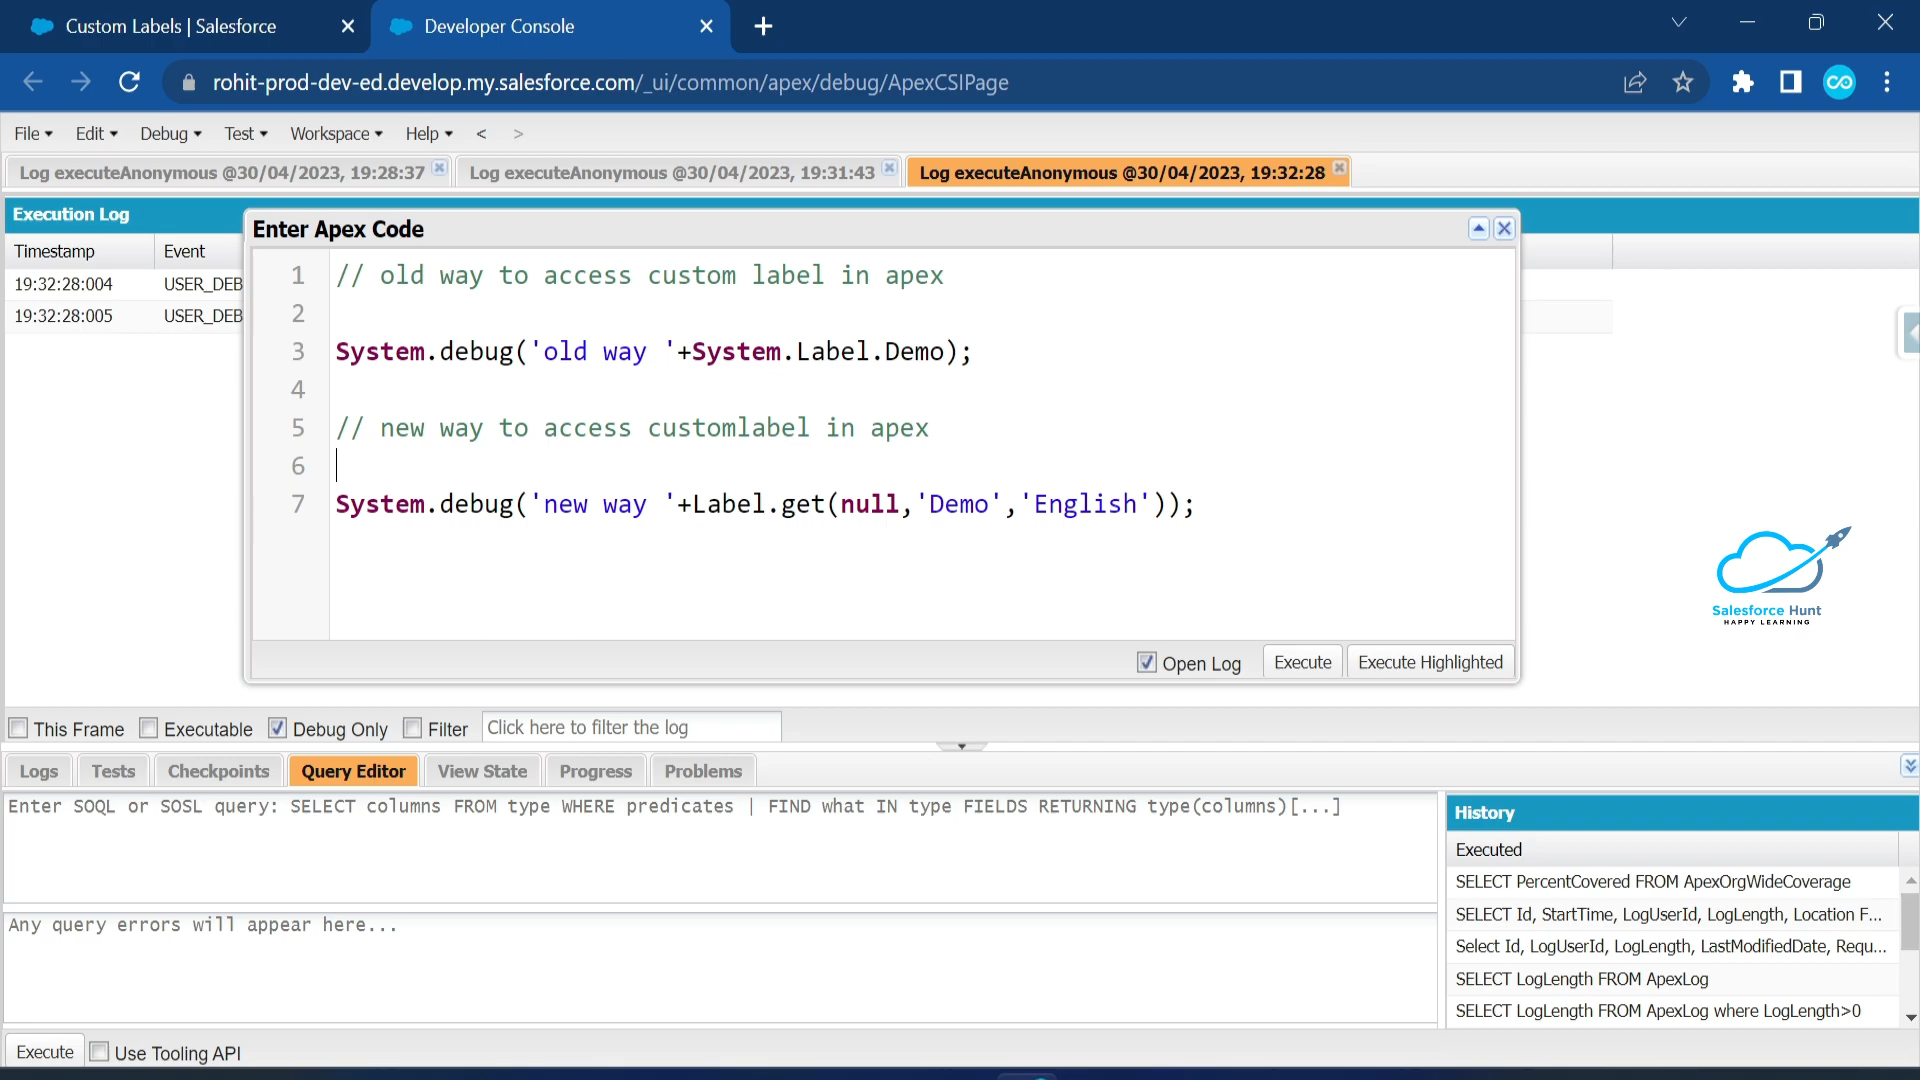 Custom Labels | Salesforce
Developer Console
rohit-prod-dev-ed.develop.my.salesforce.com/_ui/common/apex/debug/ApexCSIPage
File Edit Debug Test Workspace Help < >
Log executeAnonymous @30/04/2023, 19:28:37
Log executeAnonymous @30/04/2023, 19:31:43
Log executeAnonymous @30/04/2023, 19:32:28
Execution Log
Timestamp Event
19:32:28:004 USER_DEB
19:32:28:005 USER_DEB
Enter Apex Code
1 // old way to access custom label in apex
2
3 System.debug('old way '+System.Label.Demo);
4
5 // new way to access customlabel in apex
6
7 System.debug('new way '+Label.get(null,'Demo','English'));
Open Log Execute Execute Highlighted
Salesforce Hunt
HAPPY LEARNING
This Frame Executable Debug Only Filter Click here to filter the log
Logs Tests Checkpoints Query Editor View State Progress Problems
Enter SOQL or SOSL query: SELECT columns FROM type WHERE predicates | FIND what IN type FIELDS RETURNING type(columns)[...]
Any query errors will appear here...
History
Executed
SELECT PercentCovered FROM ApexOrgWideCoverage
SELECT Id, StartTime, LogUserId, LogLength, Location F...
Select Id, LogUserId, LogLength, LastModifiedDate, Requ...
SELECT LogLength FROM ApexLog
SELECT LogLength FROM ApexLog where LogLength>0
Execute Use Tooling API